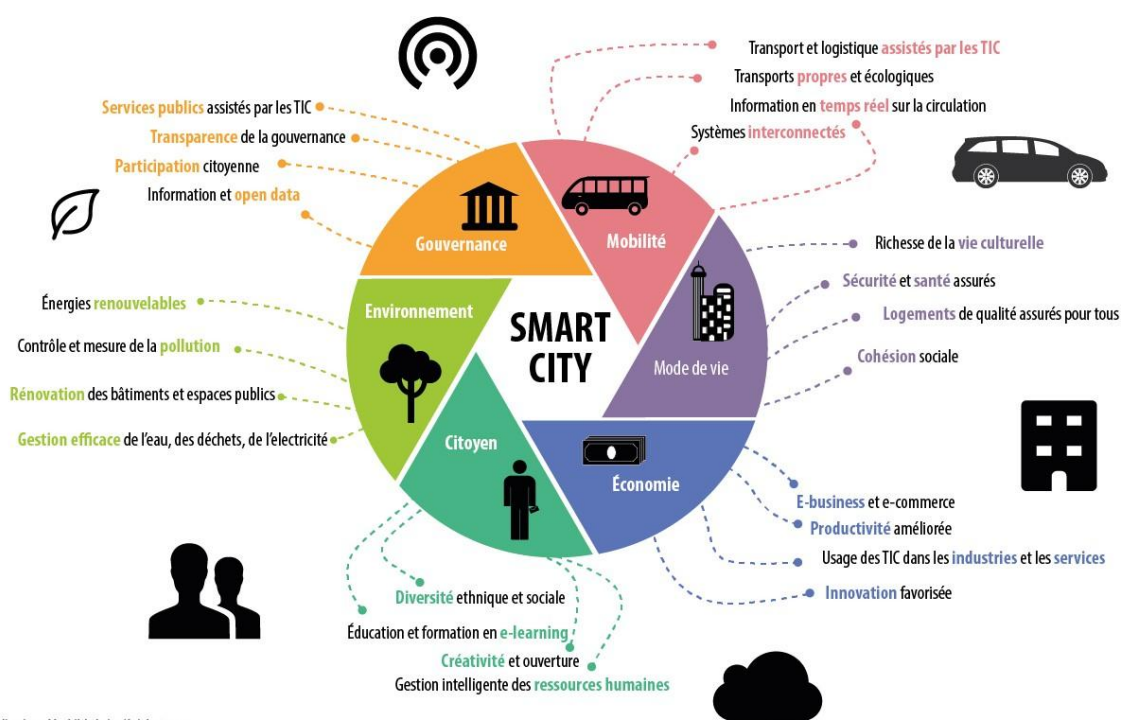 Transport et logistique assistés par les TIC
Transports propres et écologiques
Information en temps réel sur la circulation
Systèmes interconnectés
Services publics assistés par les TIC
Transparence de la gouvernance
Participation citoyenne
Information et open data
Gouvernance
Mobilité
Richesse de la vie culturelle
Sécurité et santé assurés
Logements de qualité assurés pour tous
Cohésion sociale
Mode de vie
Énergies renouvelables
Contrôle et mesure de la pollution
Rénovation des bâtiments et espaces publics
Gestion efficace de l'eau, des déchets, de l'electricité
Environnement
SMART
CITY
Citoyen
Économie
E-business et e-commerce
Productivité améliorée
Usage des TIC dans les industries et les services
Innovation favorisée
Diversité ethnique et sociale
Éducation et formation en e-learning
Créativité et ouverture
Gestion intelligente des ressources humaines